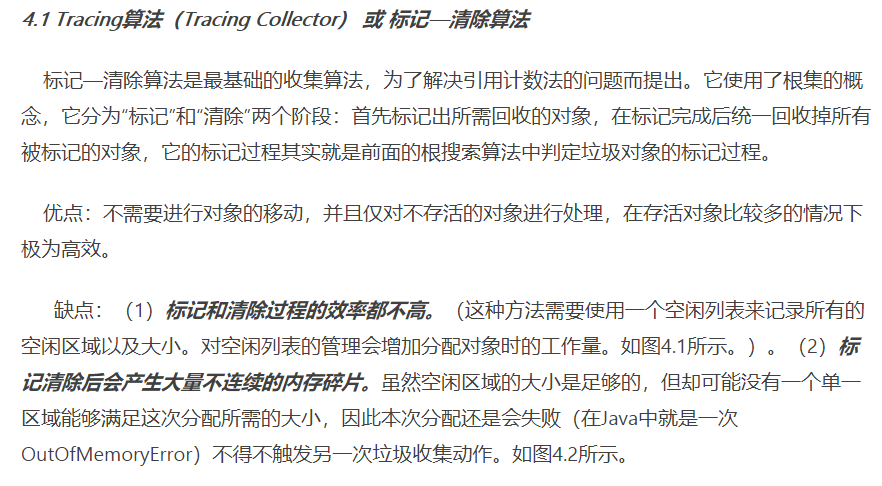 4.1 Tracing算法（Tracing Collector） 或 标记—清除算法
标记—清除算法是最基础的收集算法，为了解决引用计数法的问题而提出。它使用了根集的概
念，它分为“标记”和“清除”两个阶段：首先标记出所需回收的对象，在标记完成后统一回收掉所有
被标记的对象，它的标记过程其实就是前面的根搜索算法中判定垃圾对象的标记过程。
优点：不需要进行对象的移动，并且仅对不存活的对象进行处理，在存活对象比较多的情况下
极为高效。
缺点：（1）标记和清除过程的效率都不高。（这种方法需要使用一个空闲列表来记录所有的
空闲区域以及大小。对空闲列表的管理会增加分配对象时的工作量。如图4.1所示。）。（2）标
记清除后会产生大量不连续的内存碎片。虽然空闲区域的大小是足够的，但却可能没有一个单一
区域能够满足这次分配所需的大小，因此本次分配还是会失败（在Java中就是一次
OutOfMemoryError）不得不触发另一次垃圾收集动作。如图4.2所示。